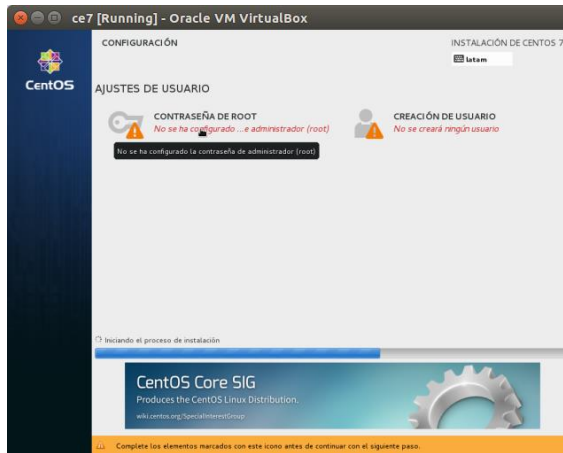 ce7 [Running] - Oracle VM VirtualBox
CONFIGURACIÓN
INSTALACIÓN DE CENTOS 7
latam
CentOS
AJUSTES DE USUARIO
CONTRASEÑA DE ROOT
No se ha configurado ...e administrador (root)
CREACIÓN DE USUARIO
No se creará ningún usuario
No se ha configurado la contraseña de administrador (root)
Iniciando el proceso de instalación
CentOS Core SIG
Produces the CentOS Linux Distribution.
wiki.centos.org/SpecialInterestGroup
Complete los elementos marcados con este icono antes de continuar con el siguiente paso.